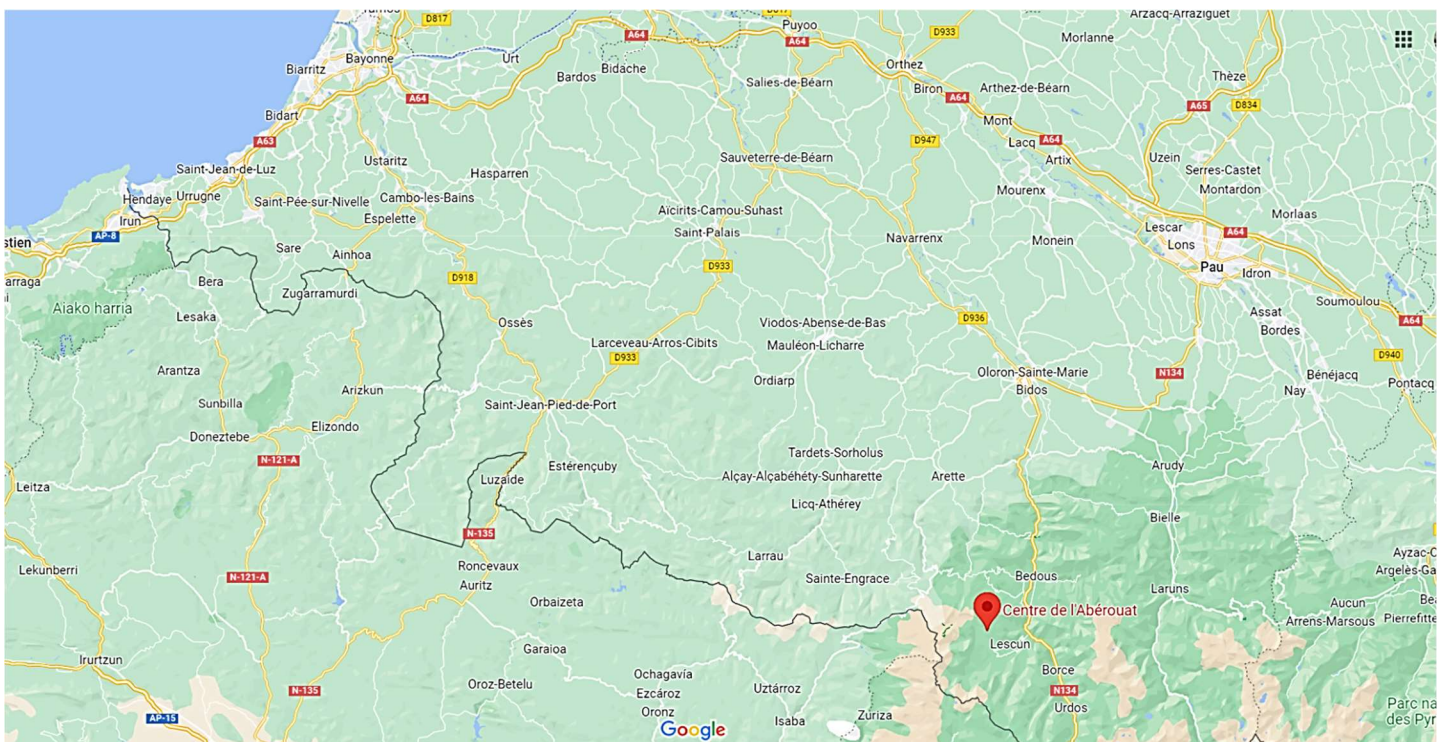 D817
D817
Puyoo
Arzacq-Arraziguet
A64
A64
D933
Morlanne
Bayonne
Urt
Biarritz
Bardos
Bidache
Salies-de-Béarn
Orthez
Biron
A64
Arthez-de-Béarn
Thèze
A65
D834
A64
Bidart
Mont
A63
D947
Lacq
A64
Artix
Ustaritz
Sauveterre-de-Béarn
Uzein
Serres-Castet
Saint-Jean-de-Luz
Hasparren
Mourenx
Montardon
Hendaye
Urrugne
Saint-Pée-sur-Nivelle
Cambo-les-Bains
Espelette
Aïcirits-Camou-Suhast
Morlaas
Irun
AP-8
stien
Saint-Palais
Navarrenx
Monein
Lescar
Lons
A64
Sare
Ainhoa
D933
Pau
Idron
arraga
Bera
D918
Zugarramurdi
Aiako harria
Lesaka
Ossès
Viodos-Abense-de-Bas
D936
Soumoulou
Assat
Bordes
A64
Larceveau-Arros-Cibits
D933
Mauléon-Licharre
D940
Arantza
Arizkun
Ordiarp
Oloron-Sainte-Marie
Bidos
N134
Bénéjacq
Nay
Pontacq
Sunbilla
Saint-Jean-Pied-de-Port
Doneztebe
Elizondo
N-121-A
Tardets-Sorholus
Leitza
Luzaide
Estérençuby
Alçay-Alçabéhéty-Sunharette
Arette
Arudy
Licq-Athérey
Bielle
N-135
Larrau
Ayzac-O
Lekunberri
N-121-A
Roncevaux
Auritz
Sainte-Engrace
Bedous
Laruns
Argelès-Ga
Orbaizeta
Centre de l'Abérouat
Aucun
Arrens-Marsous
Pierrefitte
Be
Garaioa
Lescun
Irurtzun
N-135
Oroz-Betelu
Ochagavía
Ezcároz
Oronz
Uztárroz
Isaba
Zuriza
Borce
N134
Urdos
AP-15
Google
Parc na
des Pyr